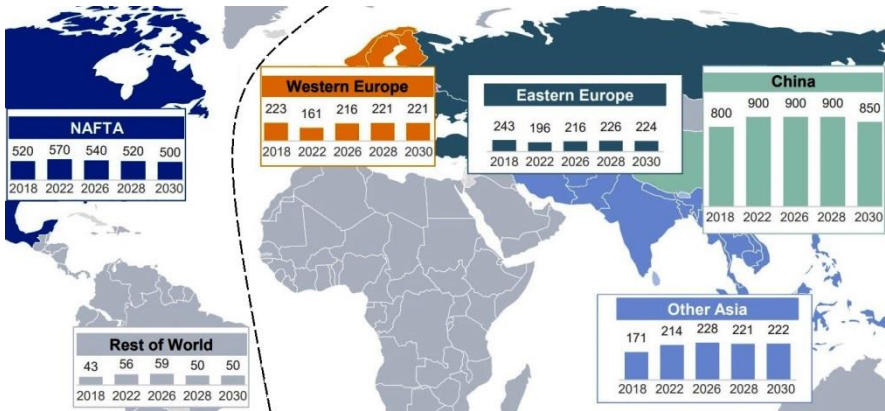 NAFTA
520 570 540 520 500
2018 2022 2026 2028 2030
Western Europe
223 161 216 221 221
2018 2022 2026 2028 2030
Eastern Europe
243 196 216 226 224
2018 2022 2026 2028 2030
China
800 900 900 900 850
2018 2022 2026 2028 2030
Rest of World
43 56 59 50 50
2018 2022 2026 2028 2030
Other Asia
171 214 228 221 222
2018 2022 2026 2028 2030